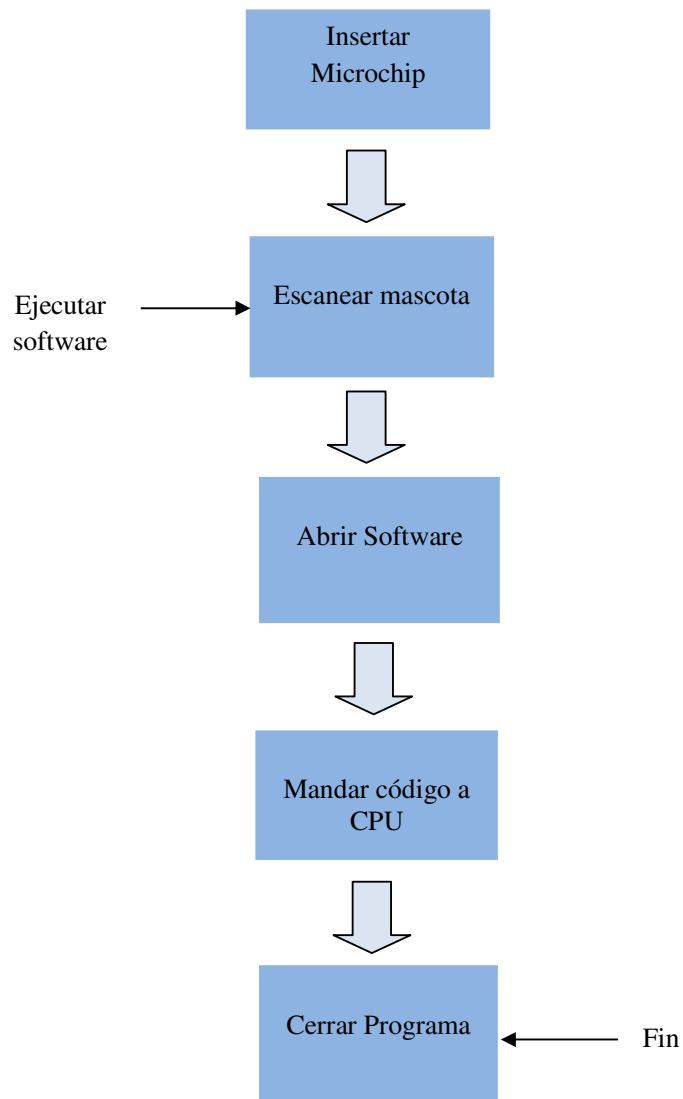 Insertar
Microchip
Escanear mascota
Ejecutar
software
Abrir Software
Mandar código a
CPU
Cerrar Programa
Fin